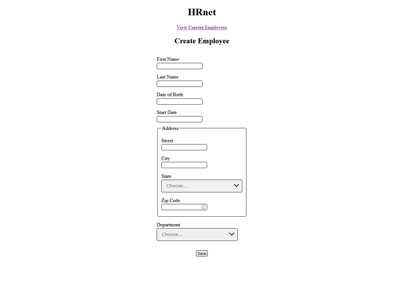 HRnet
View Current Employees
Create Employee
First Name
Last Name
Date of Birth
Start Date
Address
Street
City
State
Choose...
Zip Code
Department
Choose...
Save